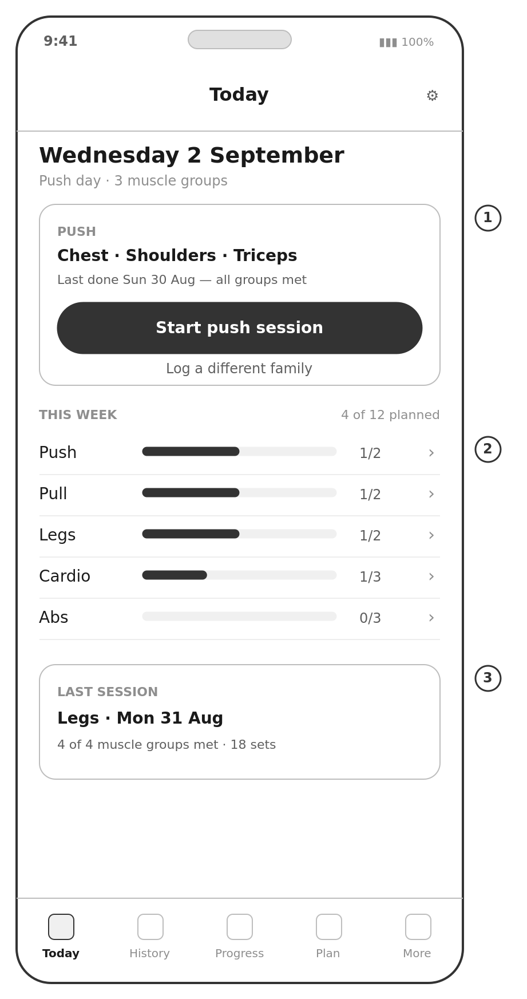 9:41
100%
Today
Wednesday 2 September
Push day · 3 muscle groups
1
PUSH
Chest · Shoulders · Triceps
Last done Sun 30 Aug — all groups met
Start push session
Log a different family
THIS WEEK 4 of 12 planned
2
Push 1/2 ›
Pull 1/2 ›
Legs 1/2 ›
Cardio 1/3 ›
Abs 0/3 ›
3
LAST SESSION
Legs · Mon 31 Aug
4 of 4 muscle groups met · 18 sets
Today History Progress Plan More